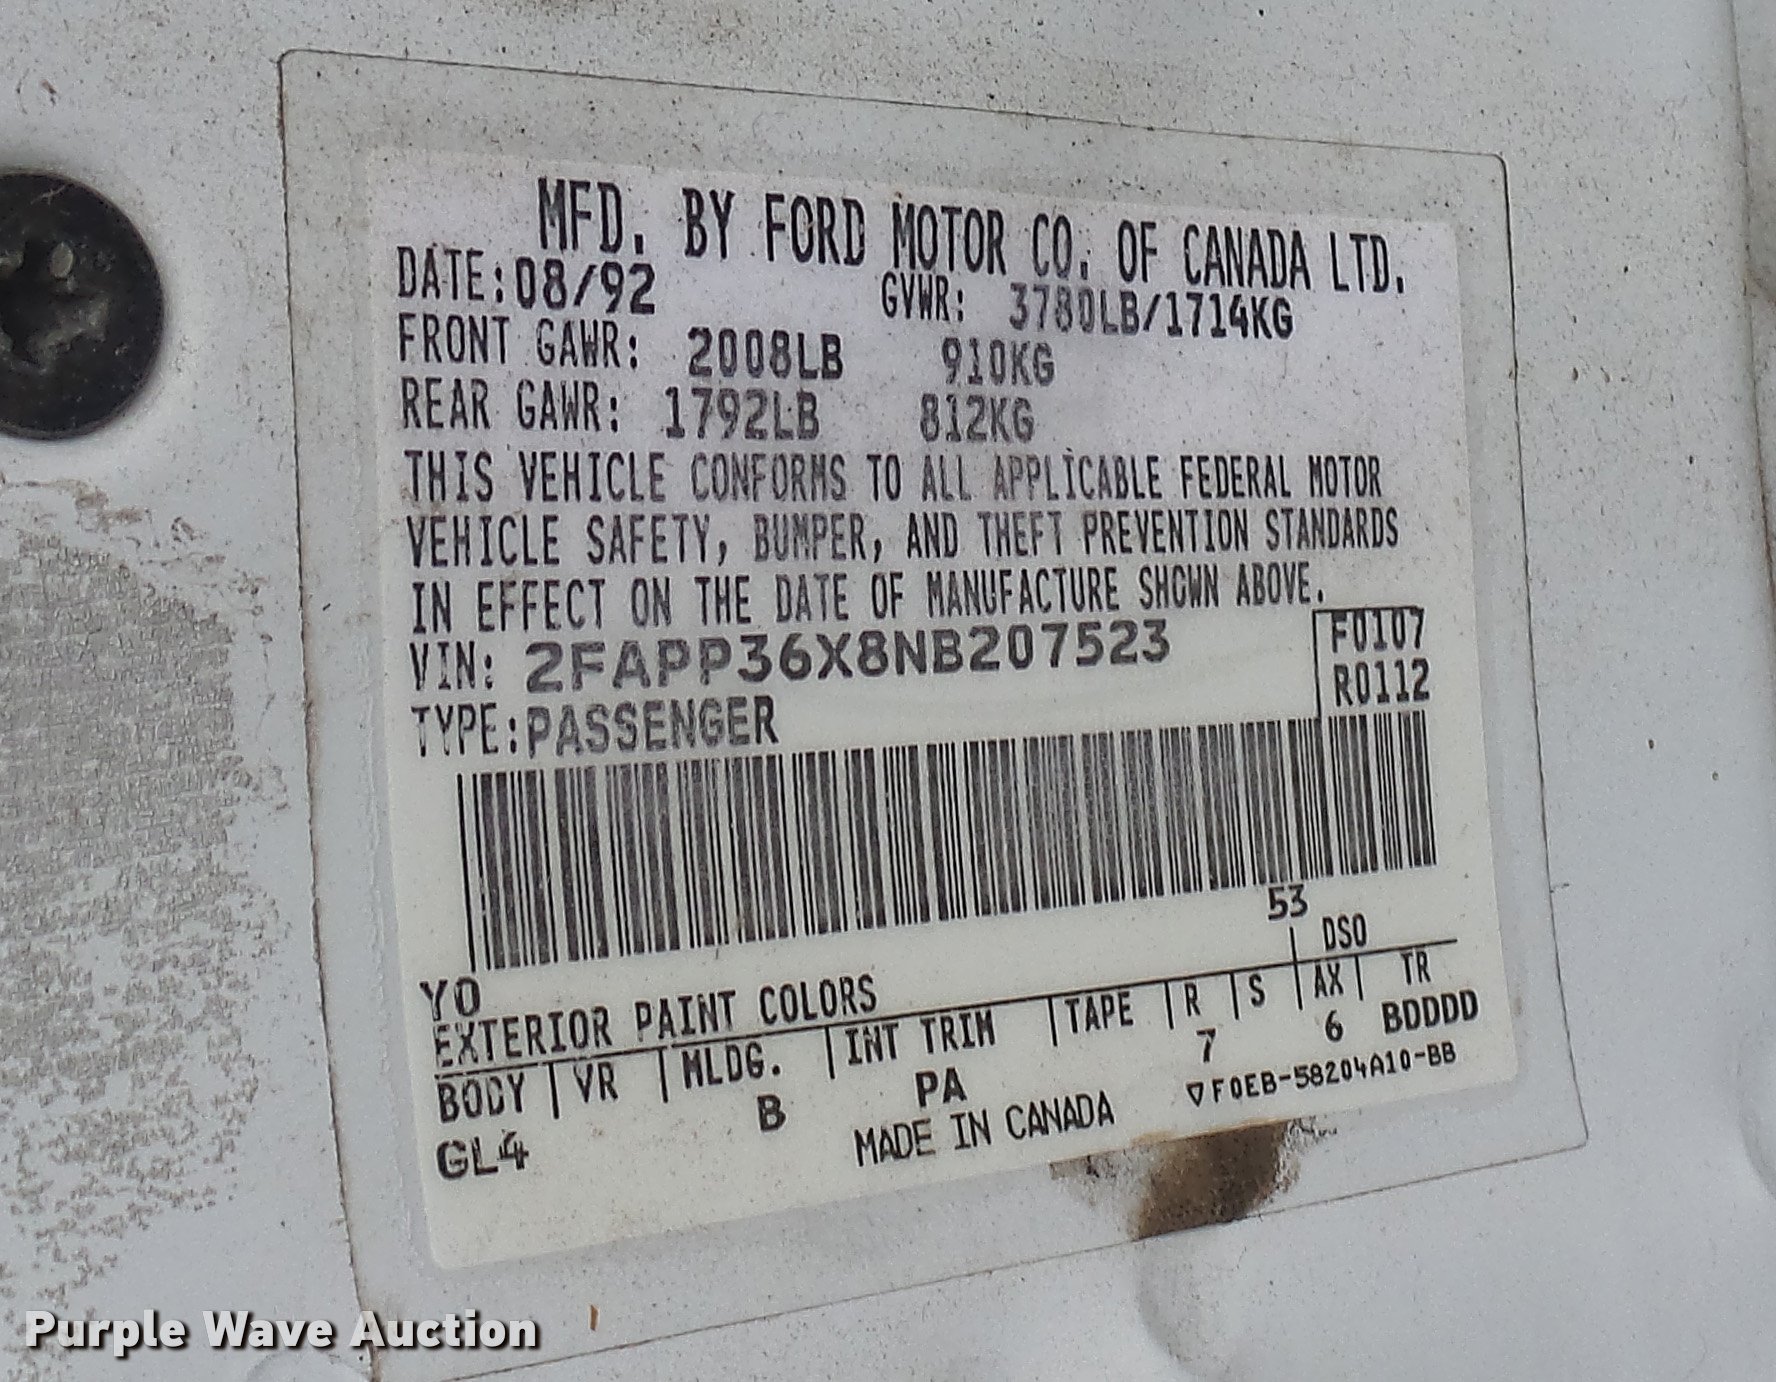 MFD. BY FORD MOTOR CO. OF CANADA LTD.
DATE: 08/92 GVWR: 3780LB/1714KG
FRONT GAWR: 2008LB 910KG
REAR GAWR: 1792LB 812KG
THIS VEHICLE CONFORMS TO ALL APPLICABLE FEDERAL MOTOR
VEHICLE SAFETY, BUMPER, AND THEFT PREVENTION STANDARDS
IN EFFECT ON THE DATE OF MANUFACTURE SHOWN ABOVE.
VIN: 2FAPP36X8NB207523 F0107
TYPE: PASSENGER R0112
53
YO DSO
EXTERIOR PAINT COLORS
BODY VR MLDG. INT TRIM TAPE R S AX TR
GL4 B PA 7 6 BDDDD
MADE IN CANADA ▽F0EB-58204A10-BB
Purple Wave Auction